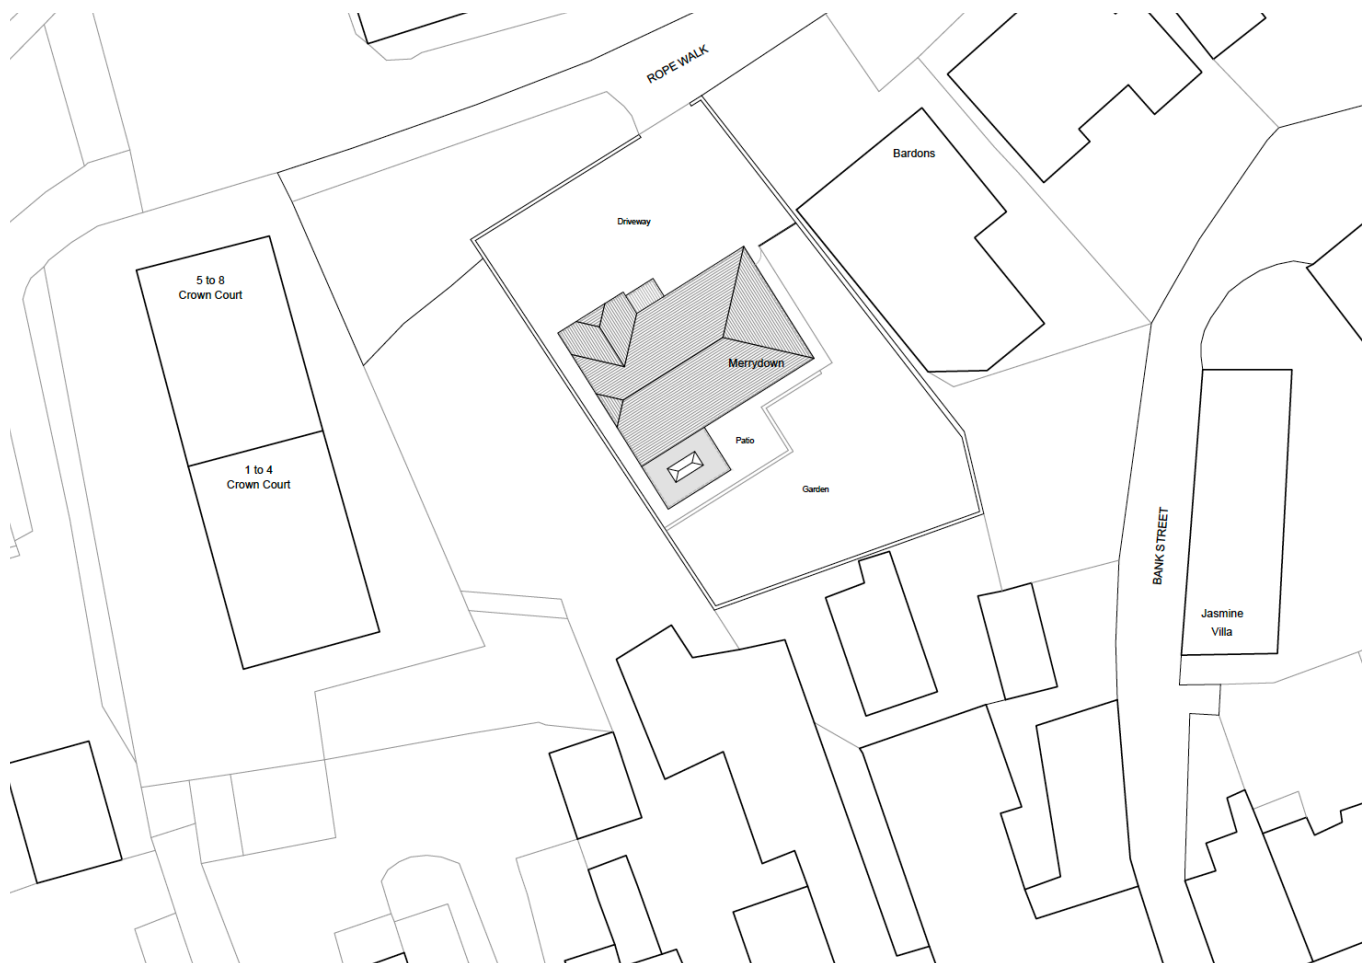 ROPE WALK
Bardons
Driveway
5 to 8
Crown Court
Merrydown
Patio
1 to 4
Crown Court
Garden
BANK STREET
Jasmine
Villa